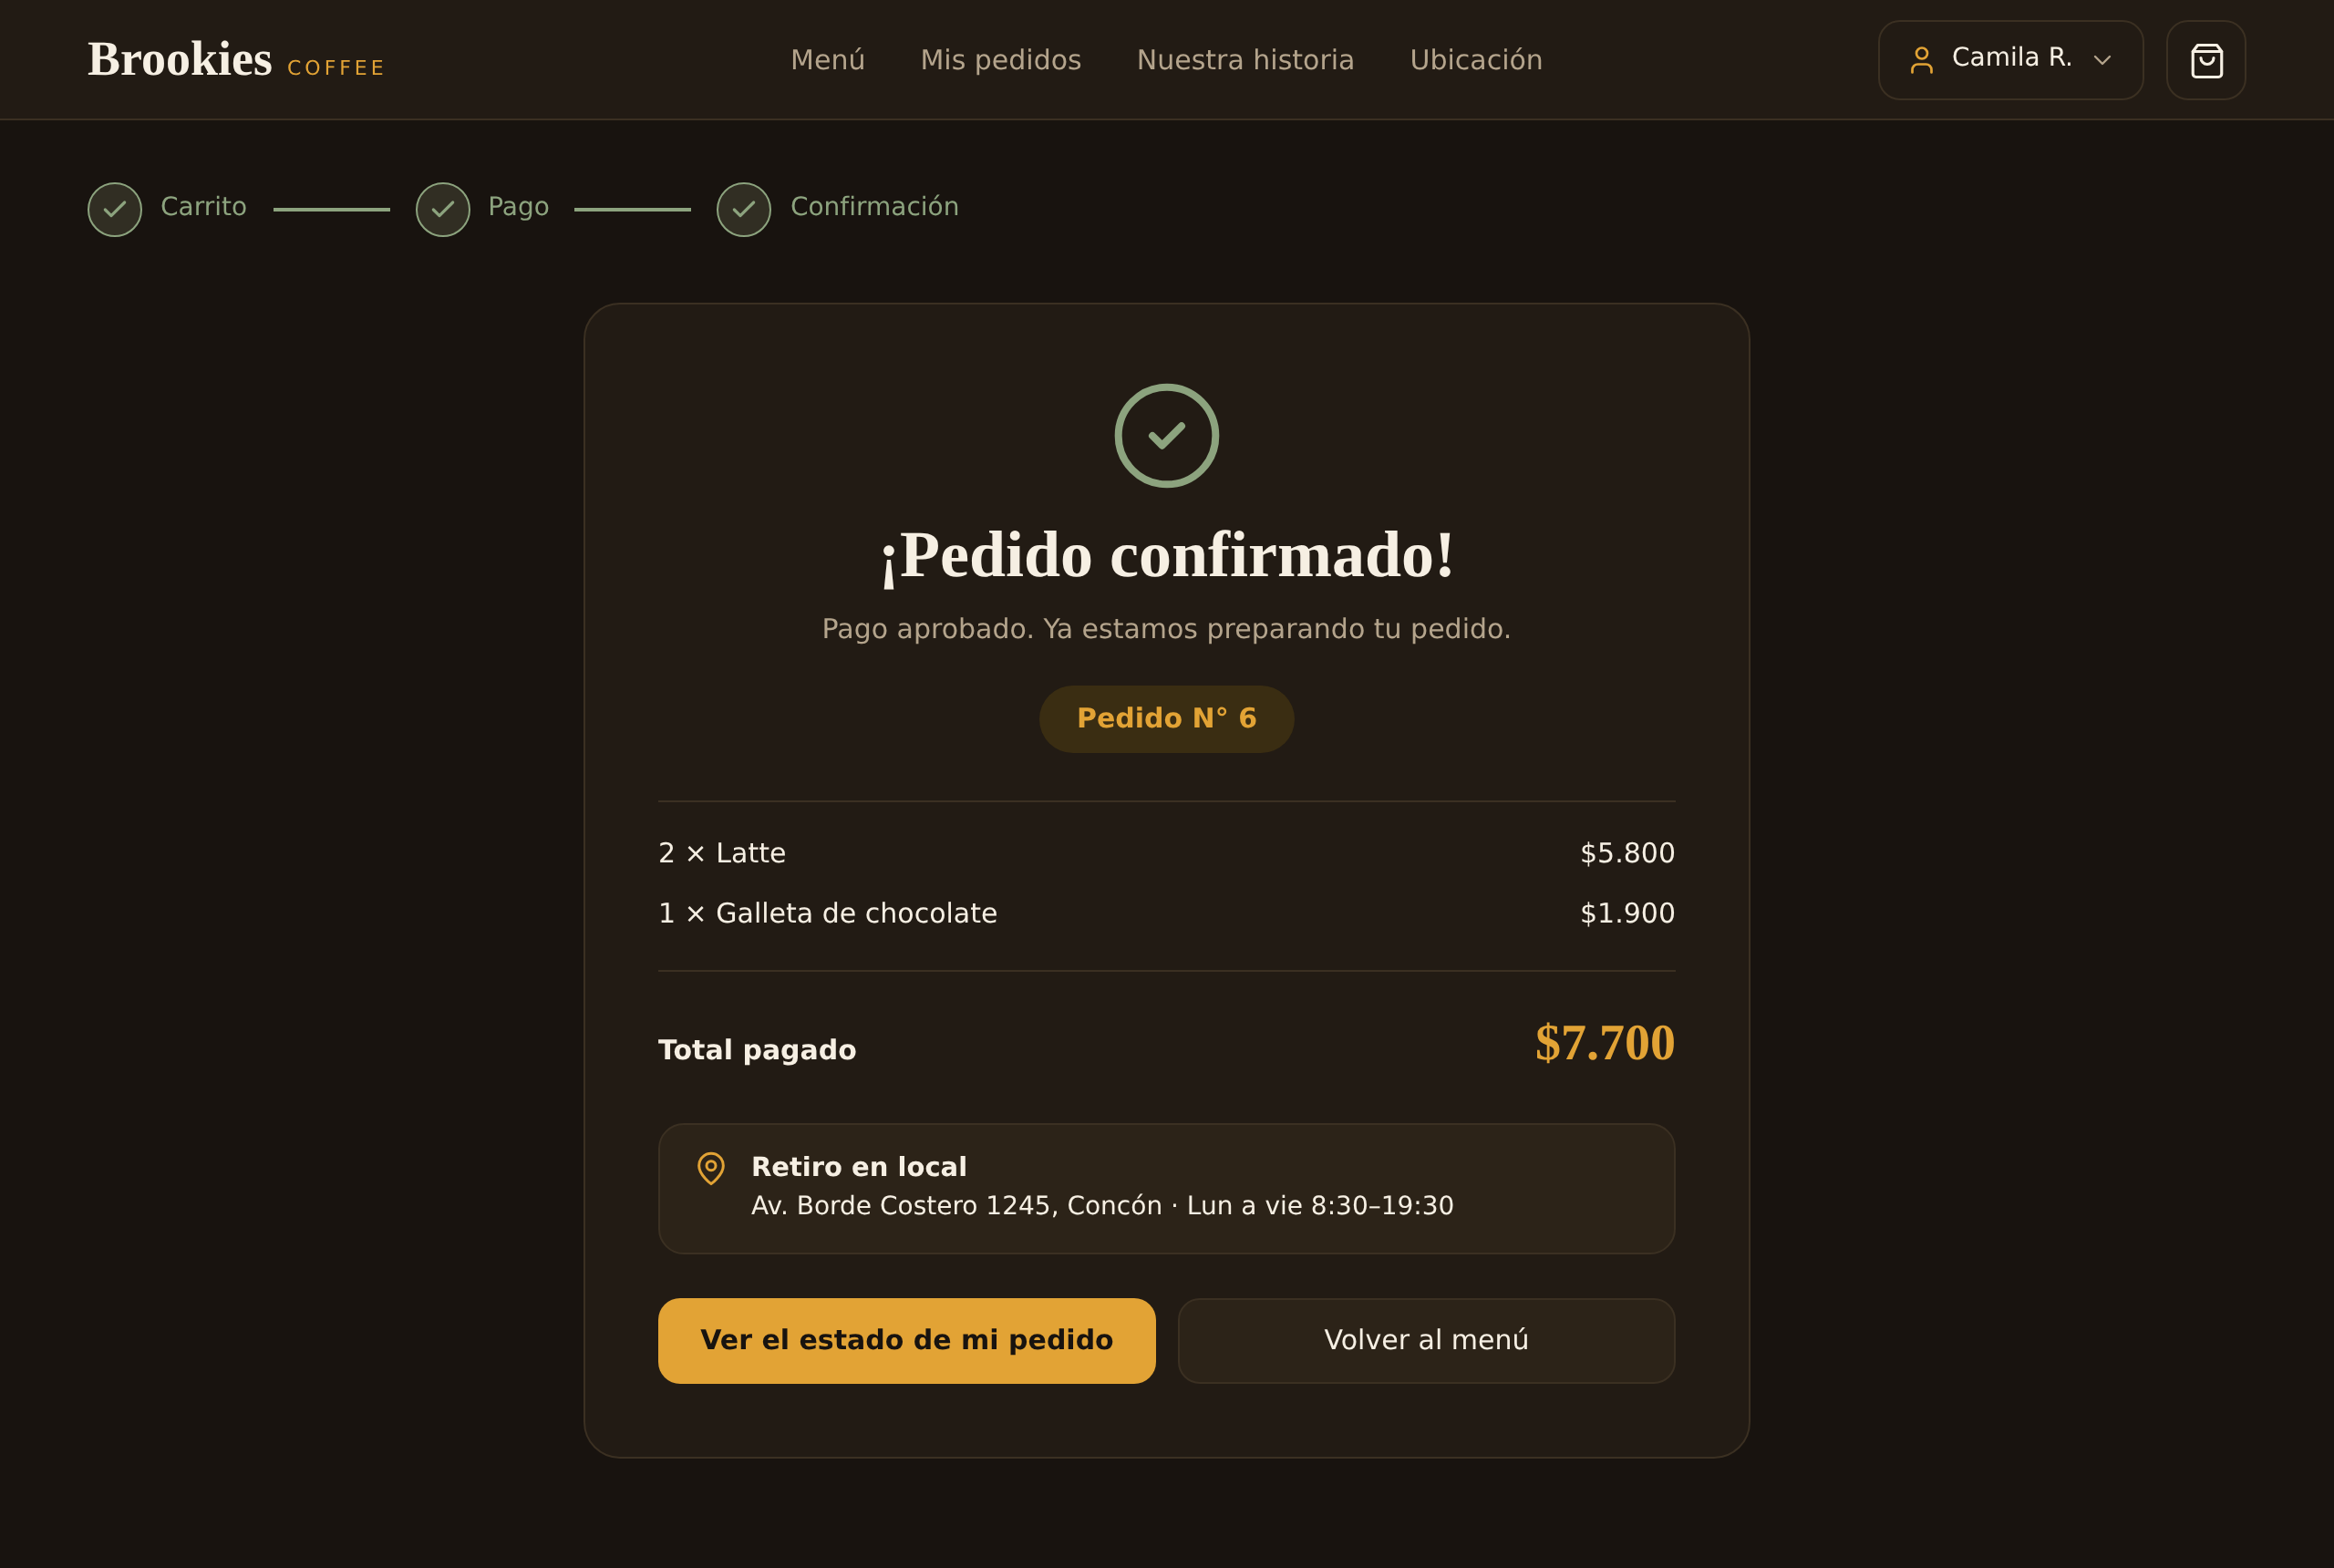 Brookies COFFEE
Menú
Mis pedidos
Nuestra historia
Ubicación
Camila R.
Carrito
Pago
Confirmación
¡Pedido confirmado!
Pago aprobado. Ya estamos preparando tu pedido.
Pedido N° 6
2 × Latte $5.800
1 × Galleta de chocolate $1.900
Total pagado $7.700
Retiro en local
Av. Borde Costero 1245, Concón · Lun a vie 8:30–19:30
Ver el estado de mi pedido
Volver al menú